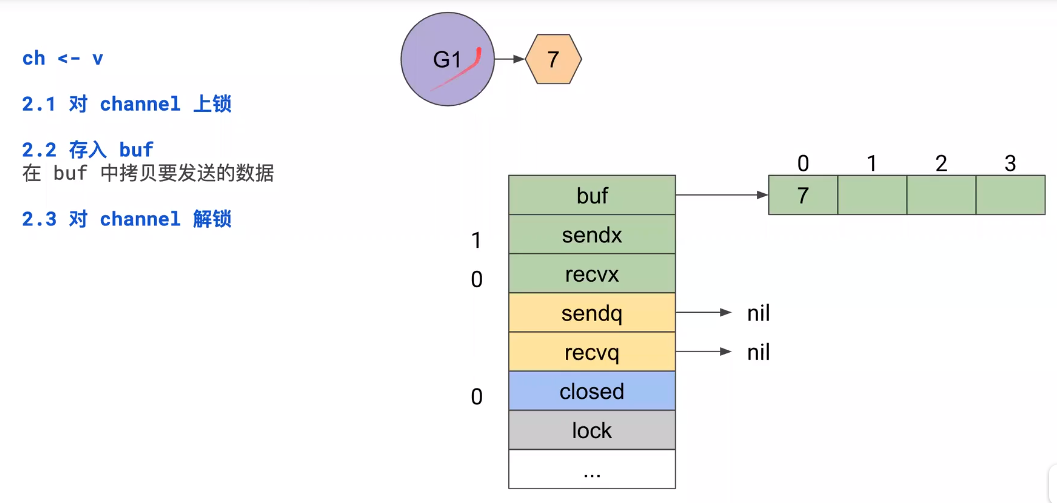 ch <- v
2.1 对 channel 上锁
2.2 存入 buf
在 buf 中拷贝要发送的数据
2.3 对 channel 解锁
G1
7
0 1 2 3
buf
7
1
sendx
0
recvx
sendq
nil
recvq
nil
0
closed
lock
...